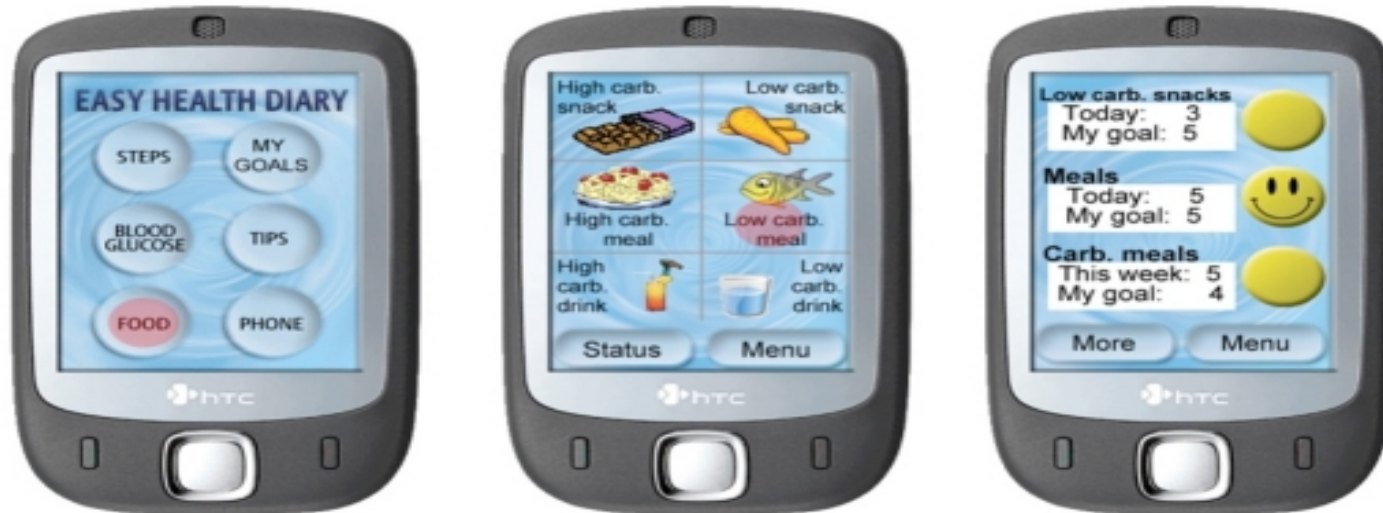 EASY HEALTH DIARY
STEPS
MY
GOALS
BLOOD
GLUCOSE
TIPS
FOOD
PHONE
htc
High carb.
snack
Low carb.
snack
High carb.
meal
Low carb.
meal
High
carb.
drink
Low
carb.
drink
Status
Menu
htc
Low carb. snacks
Today: 3
My goal: 5
Meals
Today: 5
My goal: 5
Carb. meals
This week: 5
My goal: 4
More
Menu
htc